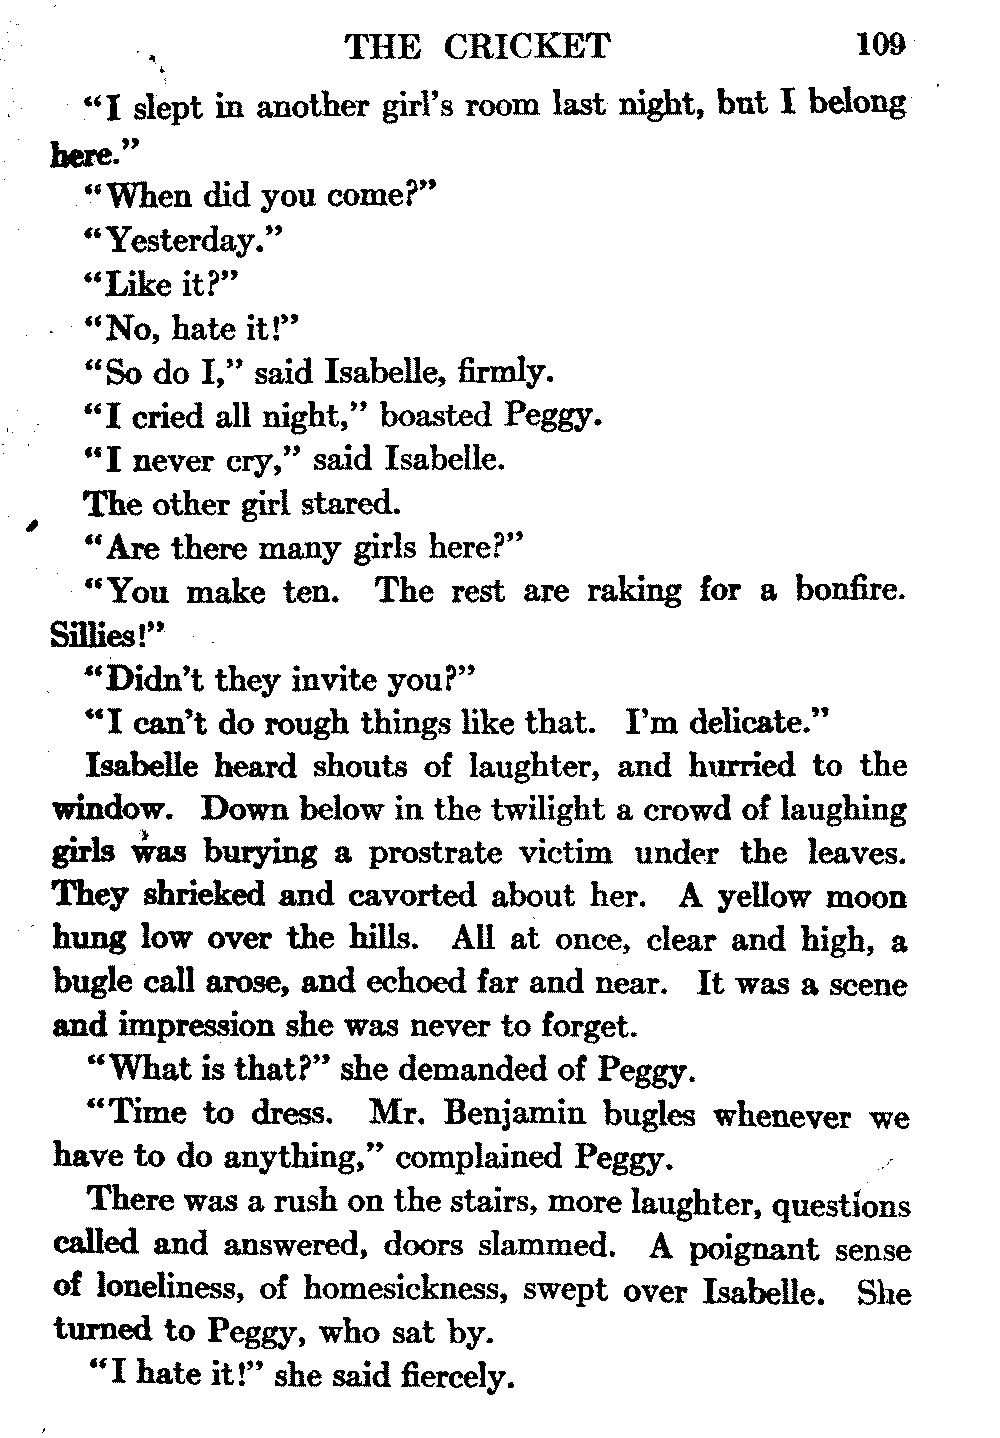 THE CRICKET 109
“I slept in another girl’s room last night, but I belong
here.”
“When did you come?”
“Yesterday.”
“Like it?”
“No, hate it!”
“So do I,” said Isabelle, firmly.
“I cried all night,” boasted Peggy.
“I never cry,” said Isabelle.
The other girl stared.
“Are there many girls here?”
“You make ten. The rest are raking for a bonfire.
Sillies!”
“Didn’t they invite you?”
“I can’t do rough things like that. I’m delicate.”
Isabelle heard shouts of laughter, and hurried to the
window. Down below in the twilight a crowd of laughing
girls was burying a prostrate victim under the leaves.
They shrieked and cavorted about her. A yellow moon
hung low over the hills. All at once, clear and high, a
bugle call arose, and echoed far and near. It was a scene
and impression she was never to forget.
“What is that?” she demanded of Peggy.
“Time to dress. Mr. Benjamin bugles whenever we
have to do anything,” complained Peggy.
There was a rush on the stairs, more laughter, questions
called and answered, doors slammed. A poignant sense
of loneliness, of homesickness, swept over Isabelle. She
turned to Peggy, who sat by.
“I hate it!” she said fiercely.